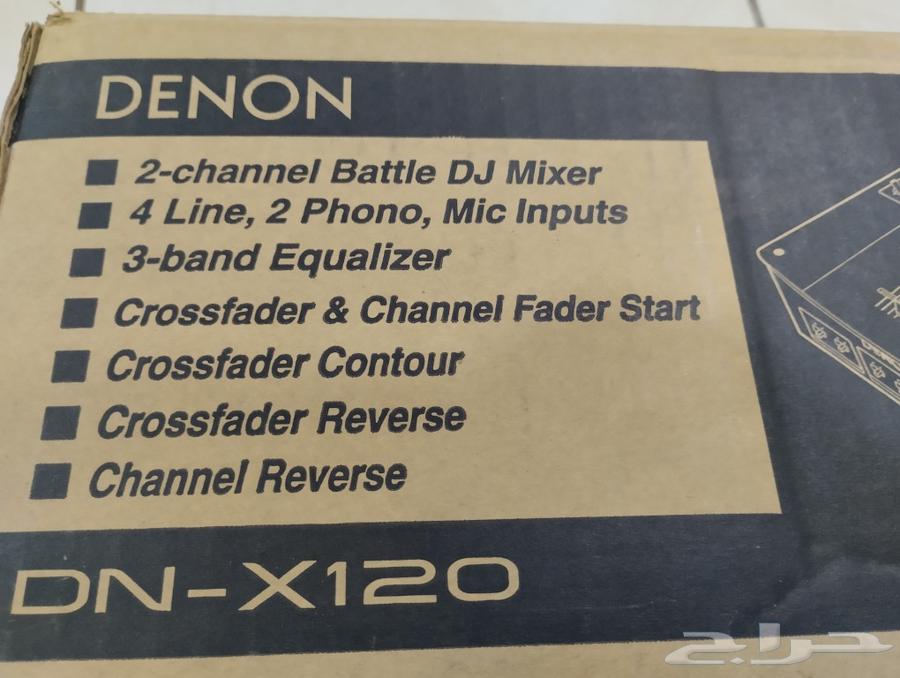 DENON
2-channel Battle DJ Mixer
4 Line, 2 Phono, Mic Inputs
3-band Equalizer
Crossfader & Channel Fader Start
Crossfader Contour
Crossfader Reverse
Channel Reverse
DN-X120
حراج